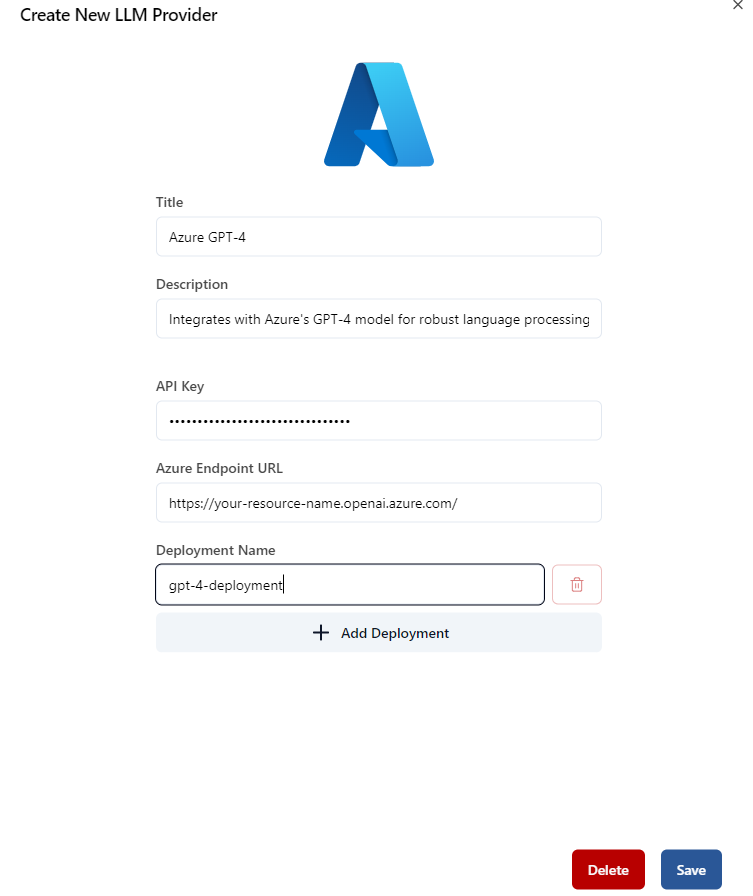 Create New LLM Provider
Title
Azure GPT-4
Description
Integrates with Azure's GPT-4 model for robust language processing
API Key
••••••••••••••••••••••••••••••••
Azure Endpoint URL
https://your-resource-name.openai.azure.com/
Deployment Name
gpt-4-deployment
Add Deployment
Delete
Save